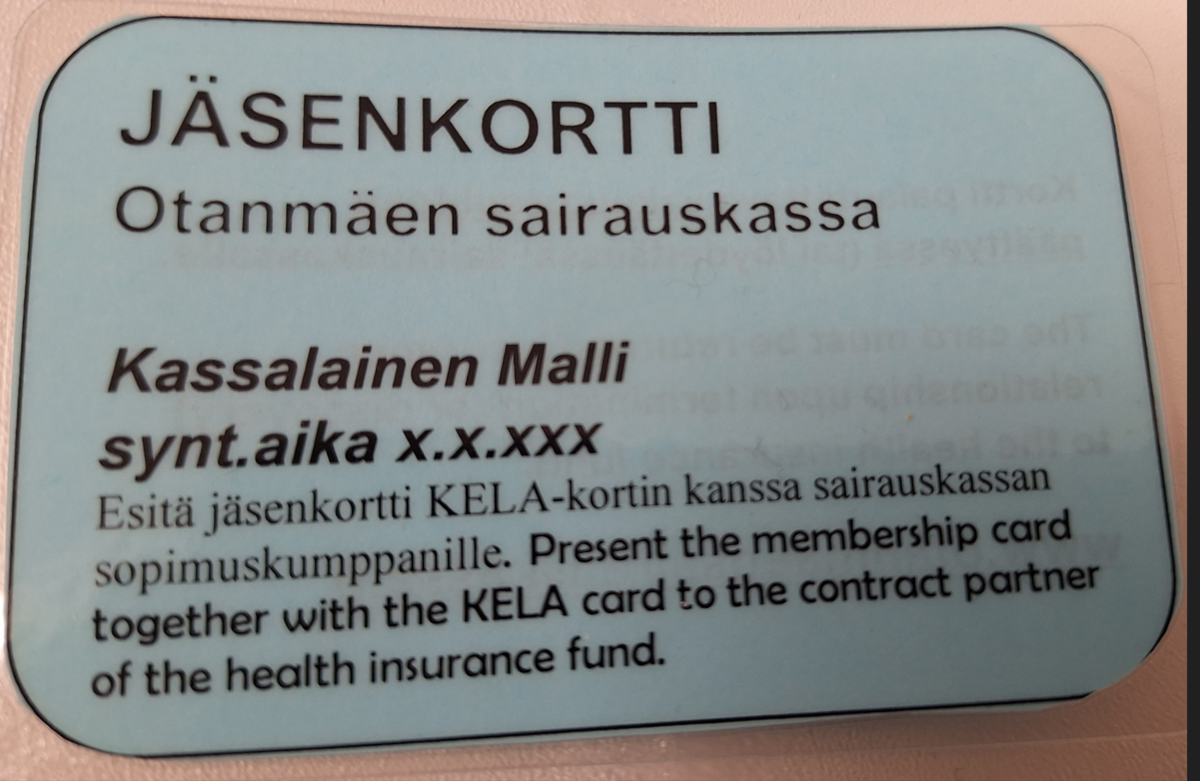 JÄSENKORTTI
Otanmäen sairauskassa
Kassalainen Malli
synt.aika x.x.xxx
Esitä jäsenkortti KELA-kortin kanssa sairauskassan
sopimuskumppanille. Present the membership card
together with the KELA card to the contract partner
of the health insurance fund.